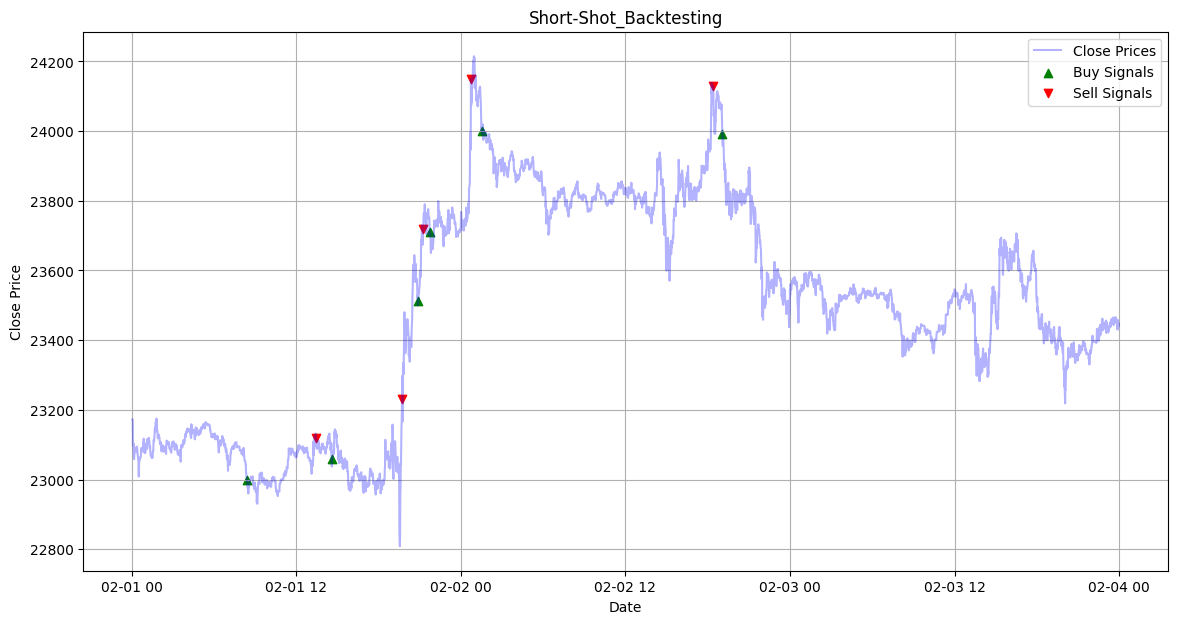 Short-Shot_Backtesting
Close Prices
Buy Signals
Sell Signals
Close Price
24200
24000
23800
23600
23400
23200
23000
22800
02-01 00
02-01 12
02-02 00
02-02 12
02-03 00
02-03 12
02-04 00
Date